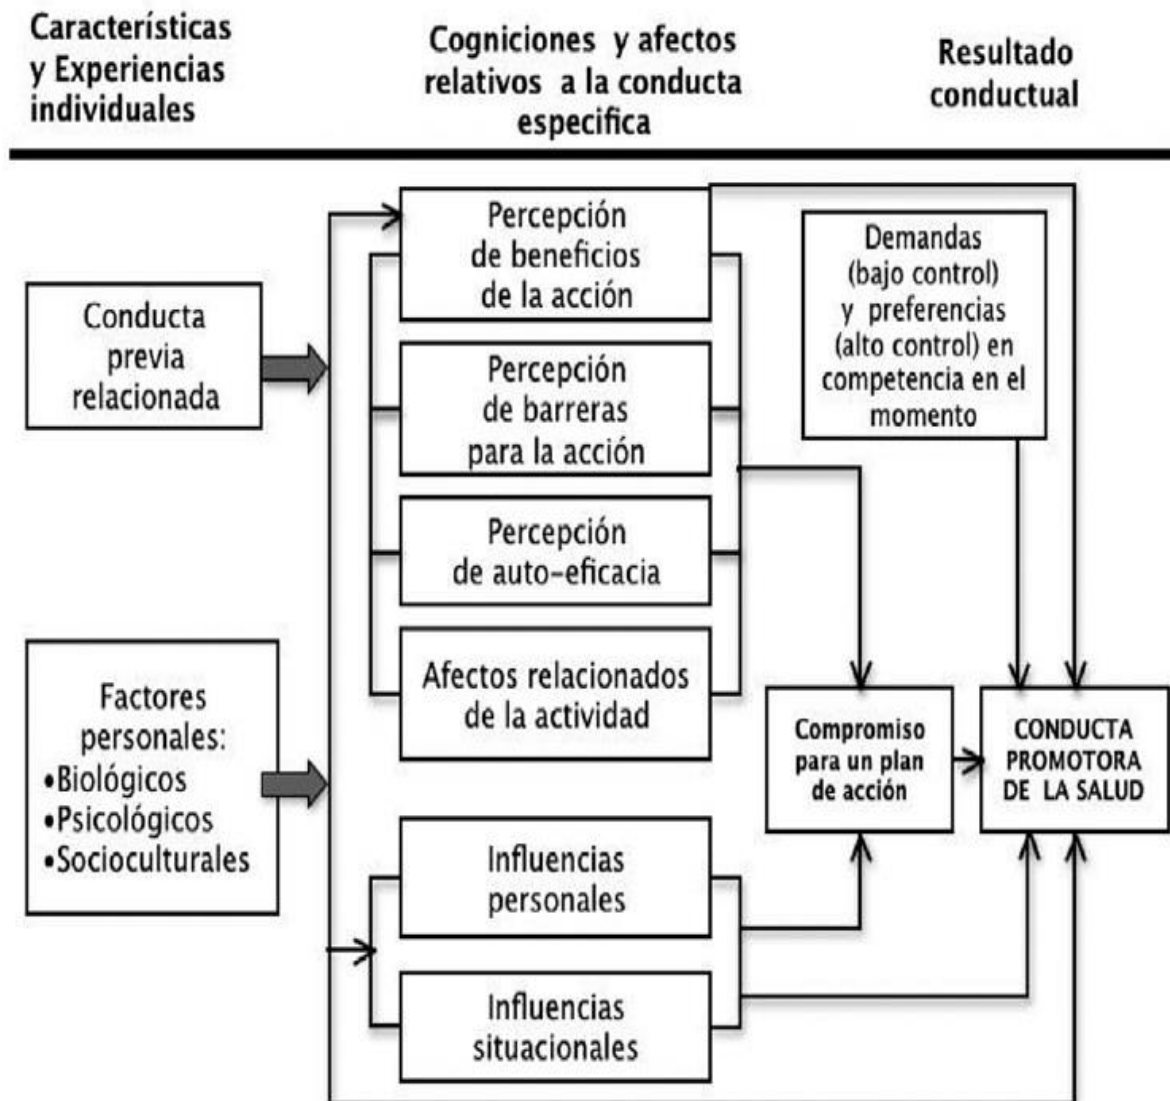 Características
y Experiencias
individuales
Cogniciones y afectos
relativos a la conducta
especifica
Resultado
conductual
Conducta
previa
relacionada
Factores
personales:
•Biológicos
•Psicológicos
•Socioculturales
Percepción
de beneficios
de la acción
Percepción
de barreras
para la acción
Percepción
de auto-eficacia
Afectos relacionados
de la actividad
Influencias
personales
Influencias
situacionales
Demandas
(bajo control)
y preferencias
(alto control) en
competencia en el
momento
Compromiso
para un plan
de acción
CONDUCTA
PROMOTORA
DE LA SALUD